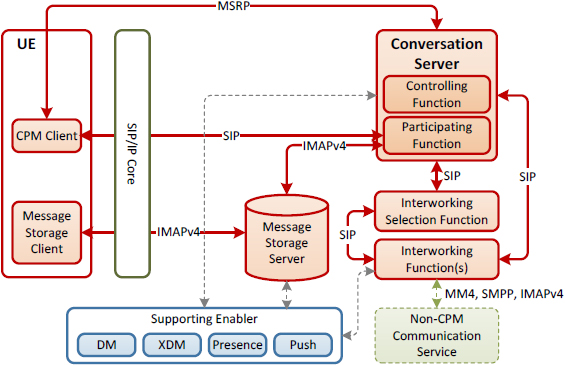 MSRP
UE
Conversation
Server
Controlling
Function
CPM Client
SIP/IP Core
SIP
Participating
Function
IMAPv4
SIP
SIP
Interworking
Selection Function
Message
Storage
Client
IMAPv4
Message
Storage
Server
SIP
Interworking
Function(s)
MM4, SMPP, IMAPv4
Supporting Enabler
DM
XDM
Presence
Push
Non-CPM
Communication
Service